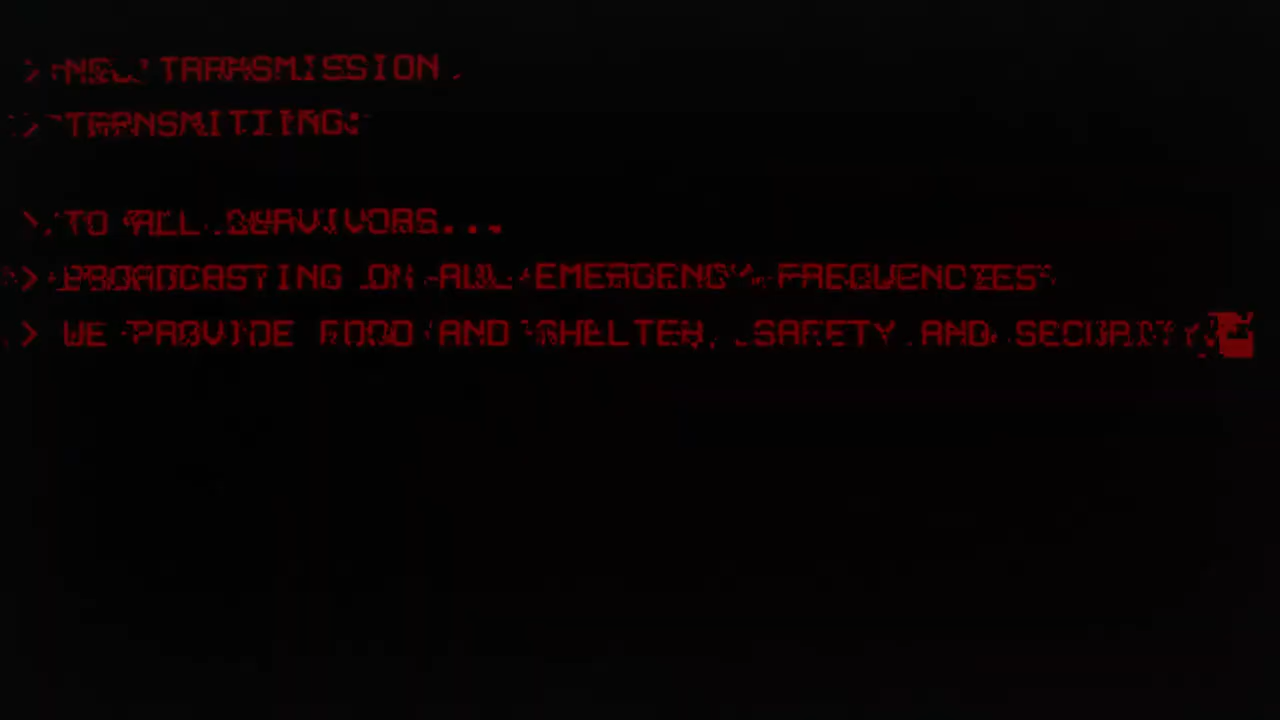 > NEW TRANSMISSION.
> TRANSMITTING:
> TO ALL SURVIVORS...
> BROADCASTING ON ALL EMERGENCY FREQUENCIES
> WE PROVIDE FOOD AND SHELTER, SAFETY AND SECURITY.